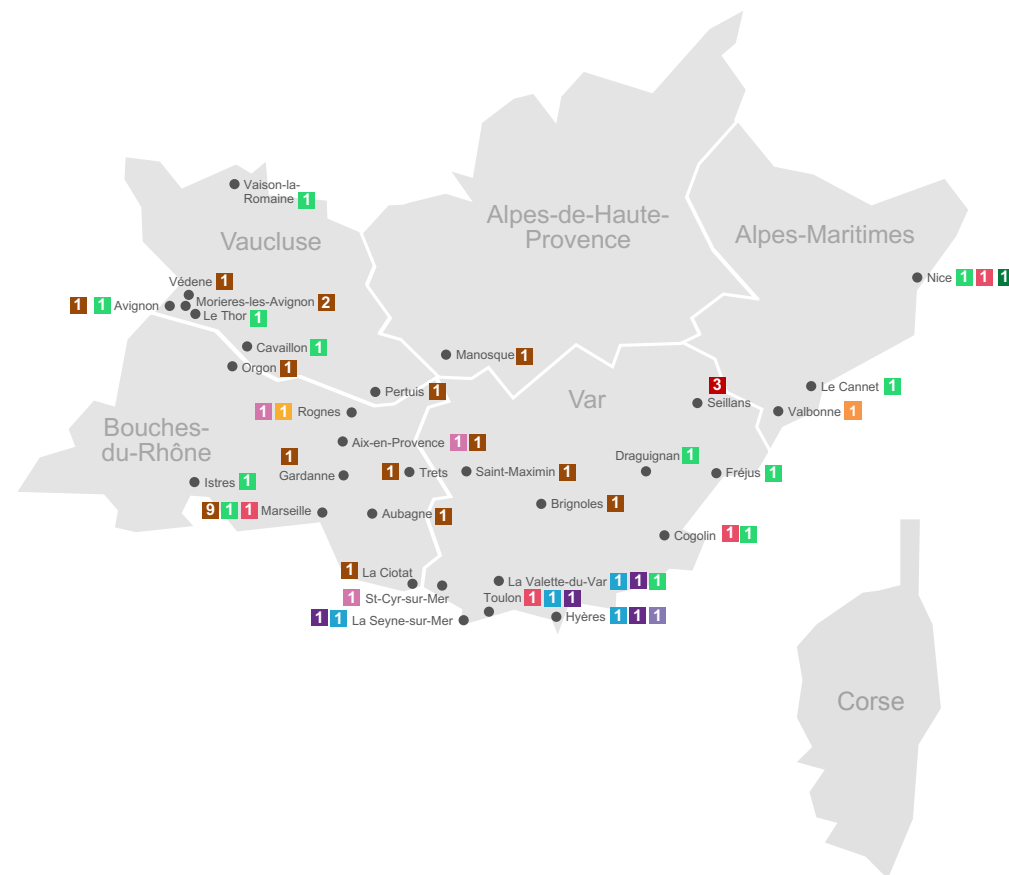 Vaison-la-
Romaine 1
Vaucluse
Alpes-de-Haute-
Provence
Alpes-Maritimes
Védene 1
Nice 1 1 1
1 1 Avignon
Morieres-les-Avignon 2
Le Thor 1
Cavaillon 1
Manosque 1
Orgon 1
3
Seillans
Le Cannet 1
Pertuis 1
Var
Valbonne 1
1 1 Rognes
Bouches-
du-Rhône
Aix-en-Provence 1 1
1
Gardanne
1 Trets
Saint-Maximin 1
Draguignan 1
Fréjus 1
Istres 1
Brignoles 1
9 1 1 Marseille
Aubagne 1
Cogolin 1 1
1 La Ciotat
La Valette-du-Var 1 1 1
1 St-Cyr-sur-Mer
Toulon 1 1 1
1 1 La Seyne-sur-Mer
Hyères 1 1 1
Corse